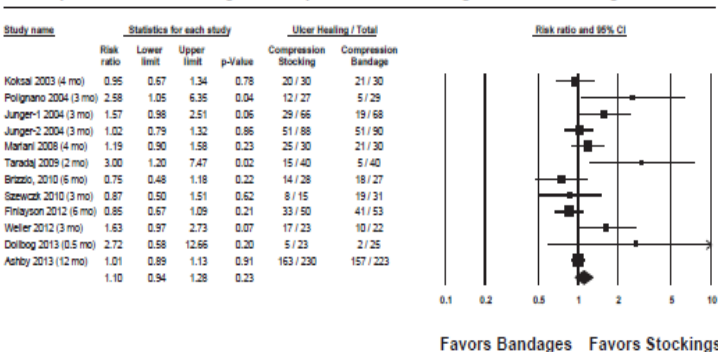 Study name Statistics for each study Ulcer Healing / Total Risk ratio and 95% CI
Risk ratio Lower limit Upper limit p-Value Compression Stocking Compression Bandage
Koksal 2003 (4 mo) 0.95 0.67 1.34 0.78 20 / 30 21 / 30
Polignano 2004 (3 mo) 2.58 1.05 6.35 0.04 12 / 27 5 / 29
Junger-1 2004 (3 mo) 1.57 0.98 2.51 0.06 29 / 66 19 / 68
Junger-2 2004 (3 mo) 1.02 0.79 1.32 0.86 51 / 88 51 / 90
Mariani 2008 (4 mo) 1.19 0.90 1.58 0.23 25 / 30 21 / 30
Taradaj 2009 (2 mo) 3.00 1.20 7.47 0.02 15 / 40 5 / 40
Brizzio, 2010 (6 mo) 0.75 0.48 1.18 0.22 14 / 28 18 / 27
Szewczk 2010 (3 mo) 0.87 0.50 1.51 0.62 8 / 15 19 / 31
Finlayson 2012 (6 mo) 0.85 0.67 1.09 0.21 33 / 50 41 / 53
Weller 2012 (3 mo) 1.63 0.97 2.73 0.07 17 / 23 10 / 22
Dolibog 2013 (0.5 mo) 2.72 0.58 12.66 0.20 5 / 23 2 / 25
Ashby 2013 (12 mo) 1.01 0.89 1.13 0.91 163 / 230 157 / 223
1.10 0.94 1.28 0.23
0.1 0.2 0.5 1 2 5 10
Favors Bandages Favors Stockings